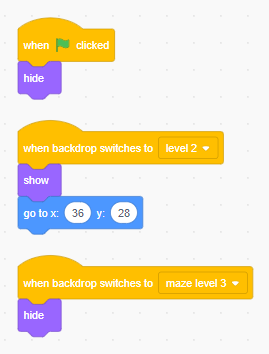 when clicked
hide
when backdrop switches to level 2
show
go to x: 36 y: 28
when backdrop switches to maze level 3
hide